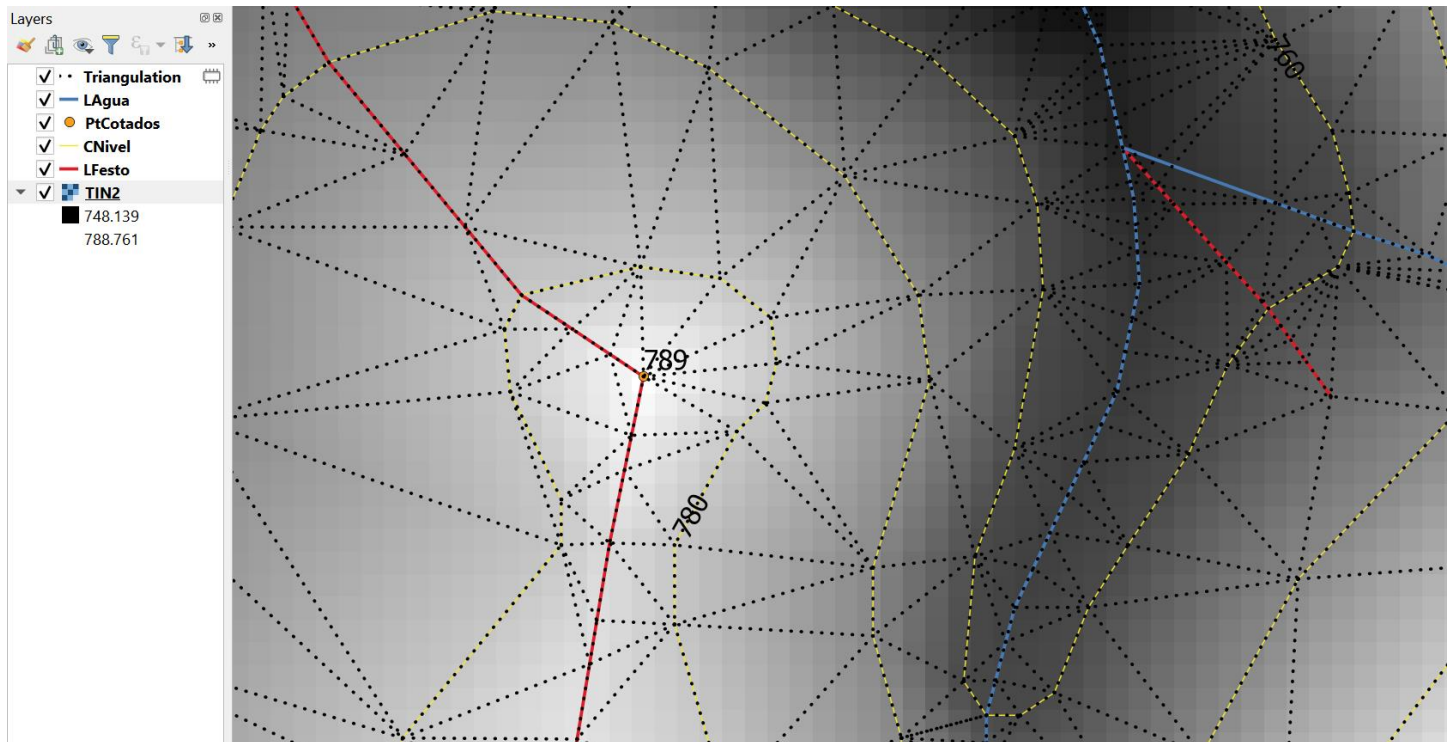 Layers
»
Triangulation
LAgua
PtCotados
CNivel
LFesto
TIN2
748.139
788.761
760
789
780